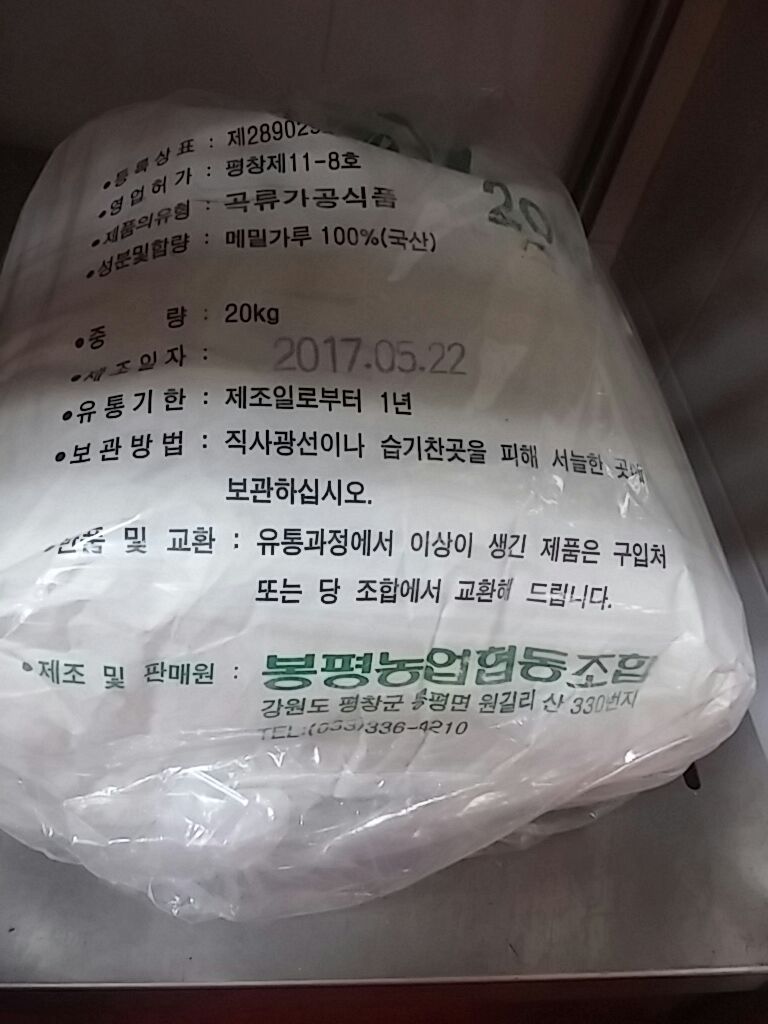 •등록상표 : 제28902
•영업허가 : 평창제11-8호
•제품의유형 : 곡류가공식품
•성분및함량 : 메밀가루 100%(국산)
20
•중 량 : 20kg
•제조일자 : 2017.05.22
•유통기한 : 제조일로부터 1년
•보관방법 : 직사광선이나 습기찬곳을 피해 서늘한 곳에
보관하십시오.
•반품 및 교환 : 유통과정에서 이상이 생긴 제품은 구입처
또는 당 조합에서 교환해 드립니다.
•제조 및 판매원 : 봉평농업협동조합
강원도 평창군 봉평면 원길리 산 330번지
TEL:(033)336-4210